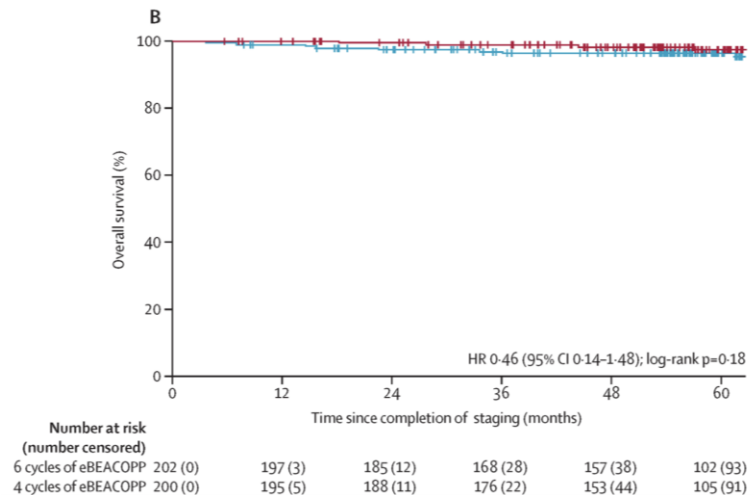 B
100
80
60
40
20
0
Overall survival (%)
HR 0·46 (95% CI 0·14–1·48); log-rank p=0·18
0 12 24 36 48 60
Time since completion of staging (months)
Number at risk
(number censored)
6 cycles of eBEACOPP 202 (0) 197 (3) 185 (12) 168 (28) 157 (38) 102 (93)
4 cycles of eBEACOPP 200 (0) 195 (5) 188 (11) 176 (22) 153 (44) 105 (91)